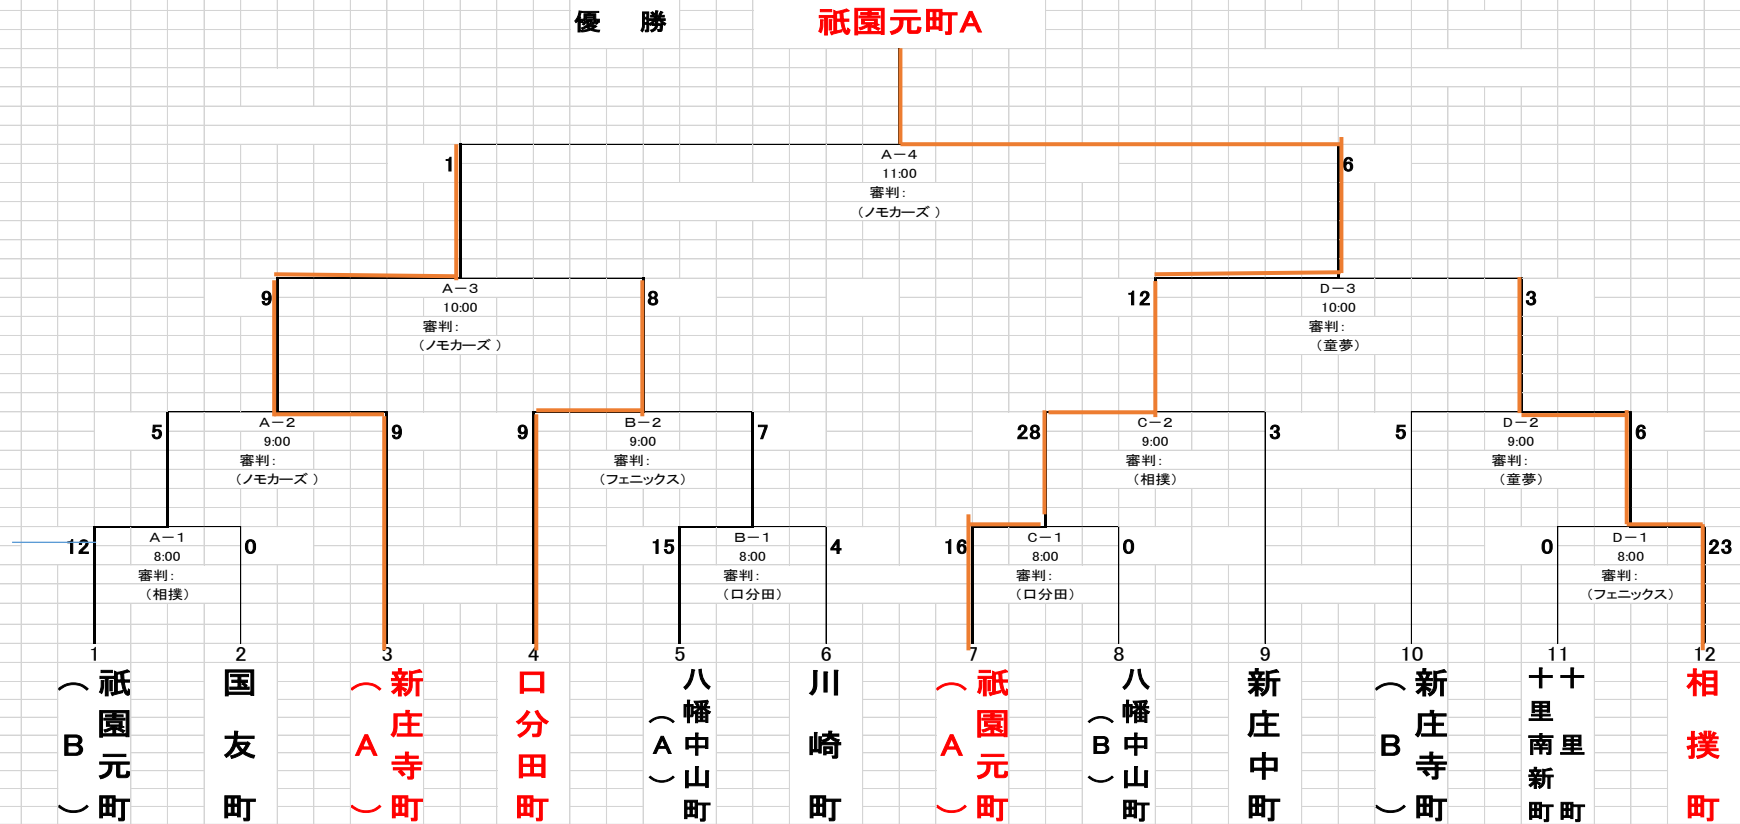 優　勝　祇園元町A
1　6
A－4
11:00
審判：
（ノモカーズ ）
9　8　12　3
A－3　D－3
10:00　10:00
審判：　審判：
（ノモカーズ ）　（童夢）
5　9　9　7　28　3　5　6
A－2　B－2　C－2　D－2
9:00　9:00　9:00　9:00
審判：　審判：　審判：　審判：
（ノモカーズ ）　（フェニックス）　（相撲）　（童夢）
12　0　15　4　16　0　0　23
A－1　B－1　C－1　D－1
8:00　8:00　8:00　8:00
審判：　審判：　審判：　審判：
（相撲）　（口分田）　（口分田）　（フェニックス）
1　2　3　4　5　6　7　8　9　10　11　12
祇園元町（B）
国友町
新庄寺町（A）
口分田町
八幡中山町（A）
川崎町
祇園元町（A）
八幡中山町（B）
新庄中町
新庄寺町（B）
十里町
十里南新町
相撲町